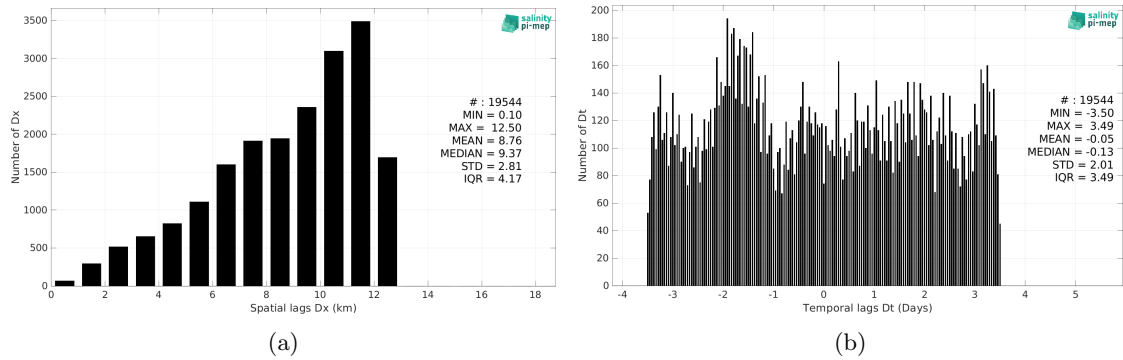 3500
3000
2500
2000
1500
1000
500
0
Number of Dx
salinity
pi-mep
# : 19544
MIN = 0.10
MAX = 12.50
MEAN = 8.76
MEDIAN = 9.37
STD = 2.81
IQR = 4.17
0 2 4 6 8 10 12 14 16 18
Spatial lags Dx (km)
(a)
200
180
160
140
120
100
80
60
40
20
0
Number of Dt
salinity
pi-mep
# : 19544
MIN = -3.50
MAX = 3.49
MEAN = -0.05
MEDIAN = -0.13
STD = 2.01
IQR = 3.49
-4 -3 -2 -1 0 1 2 3 4 5
Temporal lags Dt (Days)
(b)